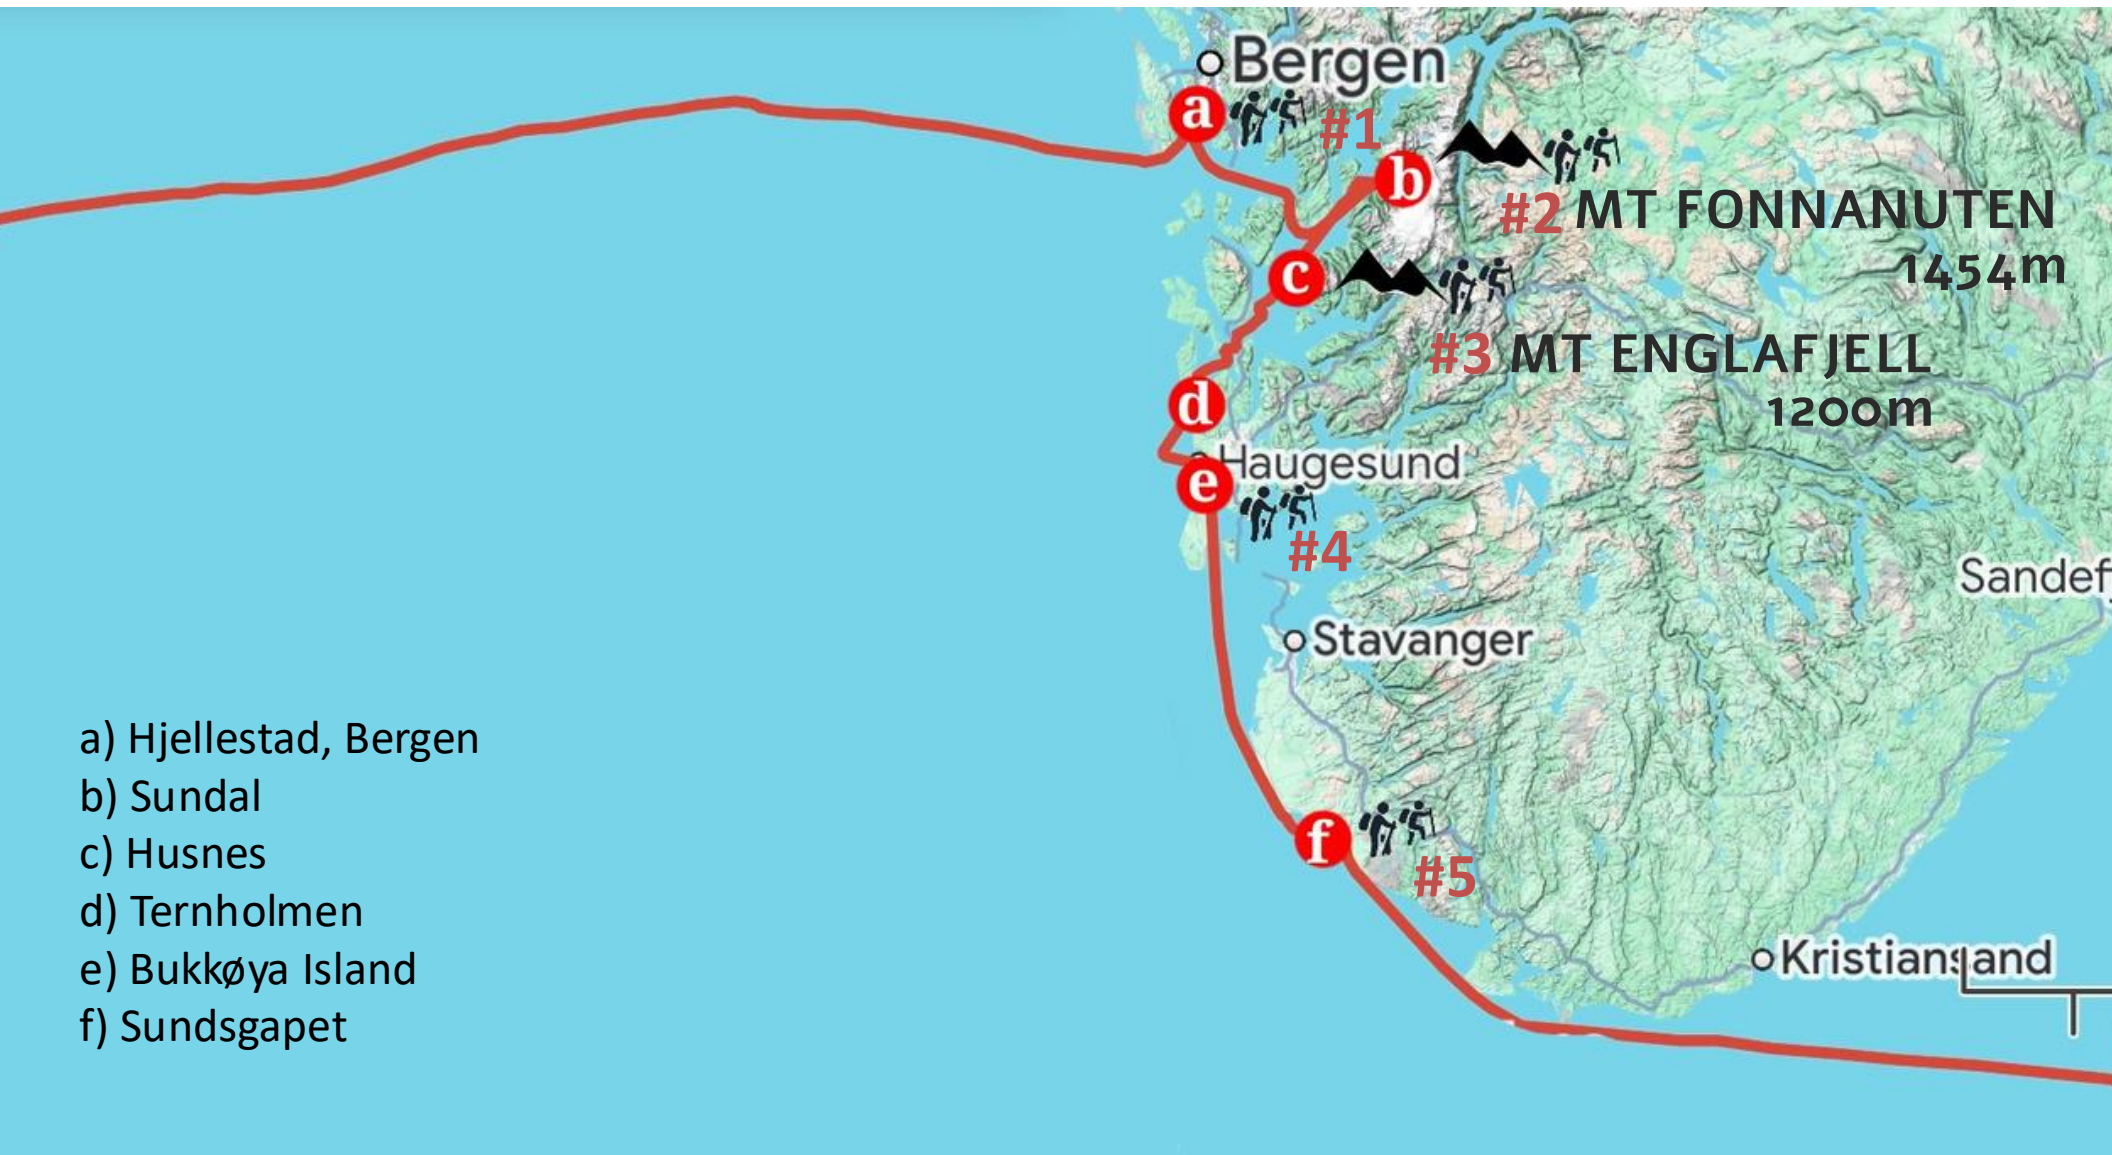 Bergen
a
#1
b
#2 MT FONNANUTEN
1454m
c
#3 MT ENGLAFJELL
1200m
d
Haugesund
e
#4
Sandef
Stavanger
a) Hjellestad, Bergen
b) Sundal
c) Husnes
d) Ternholmen
e) Bukkøya Island
f) Sundsgapet
f
#5
Kristiansand